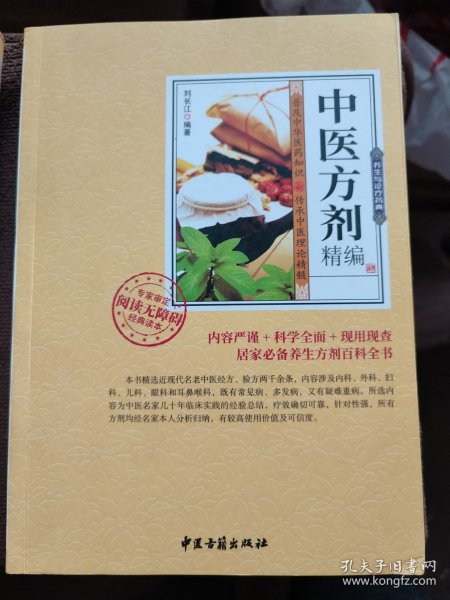 刘长江◎编著
普及中华医药知识
传承中医理论精髓
中医方剂
精编
养生与诊疗药典
专家审定
阅读无障碍
经典读本
内容严谨+科学全面+现用现查
居家必备养生方剂百科全书
本书精选近现代名老中医经方、验方两千余条，内容涉及内科、外科、妇
科、儿科、眼科和耳鼻喉科，既有常见病、多发病，又有疑难重病。所选内
容为中医名家几十年临床实践的经验总结，疗效确切可靠，针对性强，所有
方剂均经名家本人分析归纳，有较高使用价值及可信度。
中医古籍出版社
孔夫子旧书网
www.kongfz.com